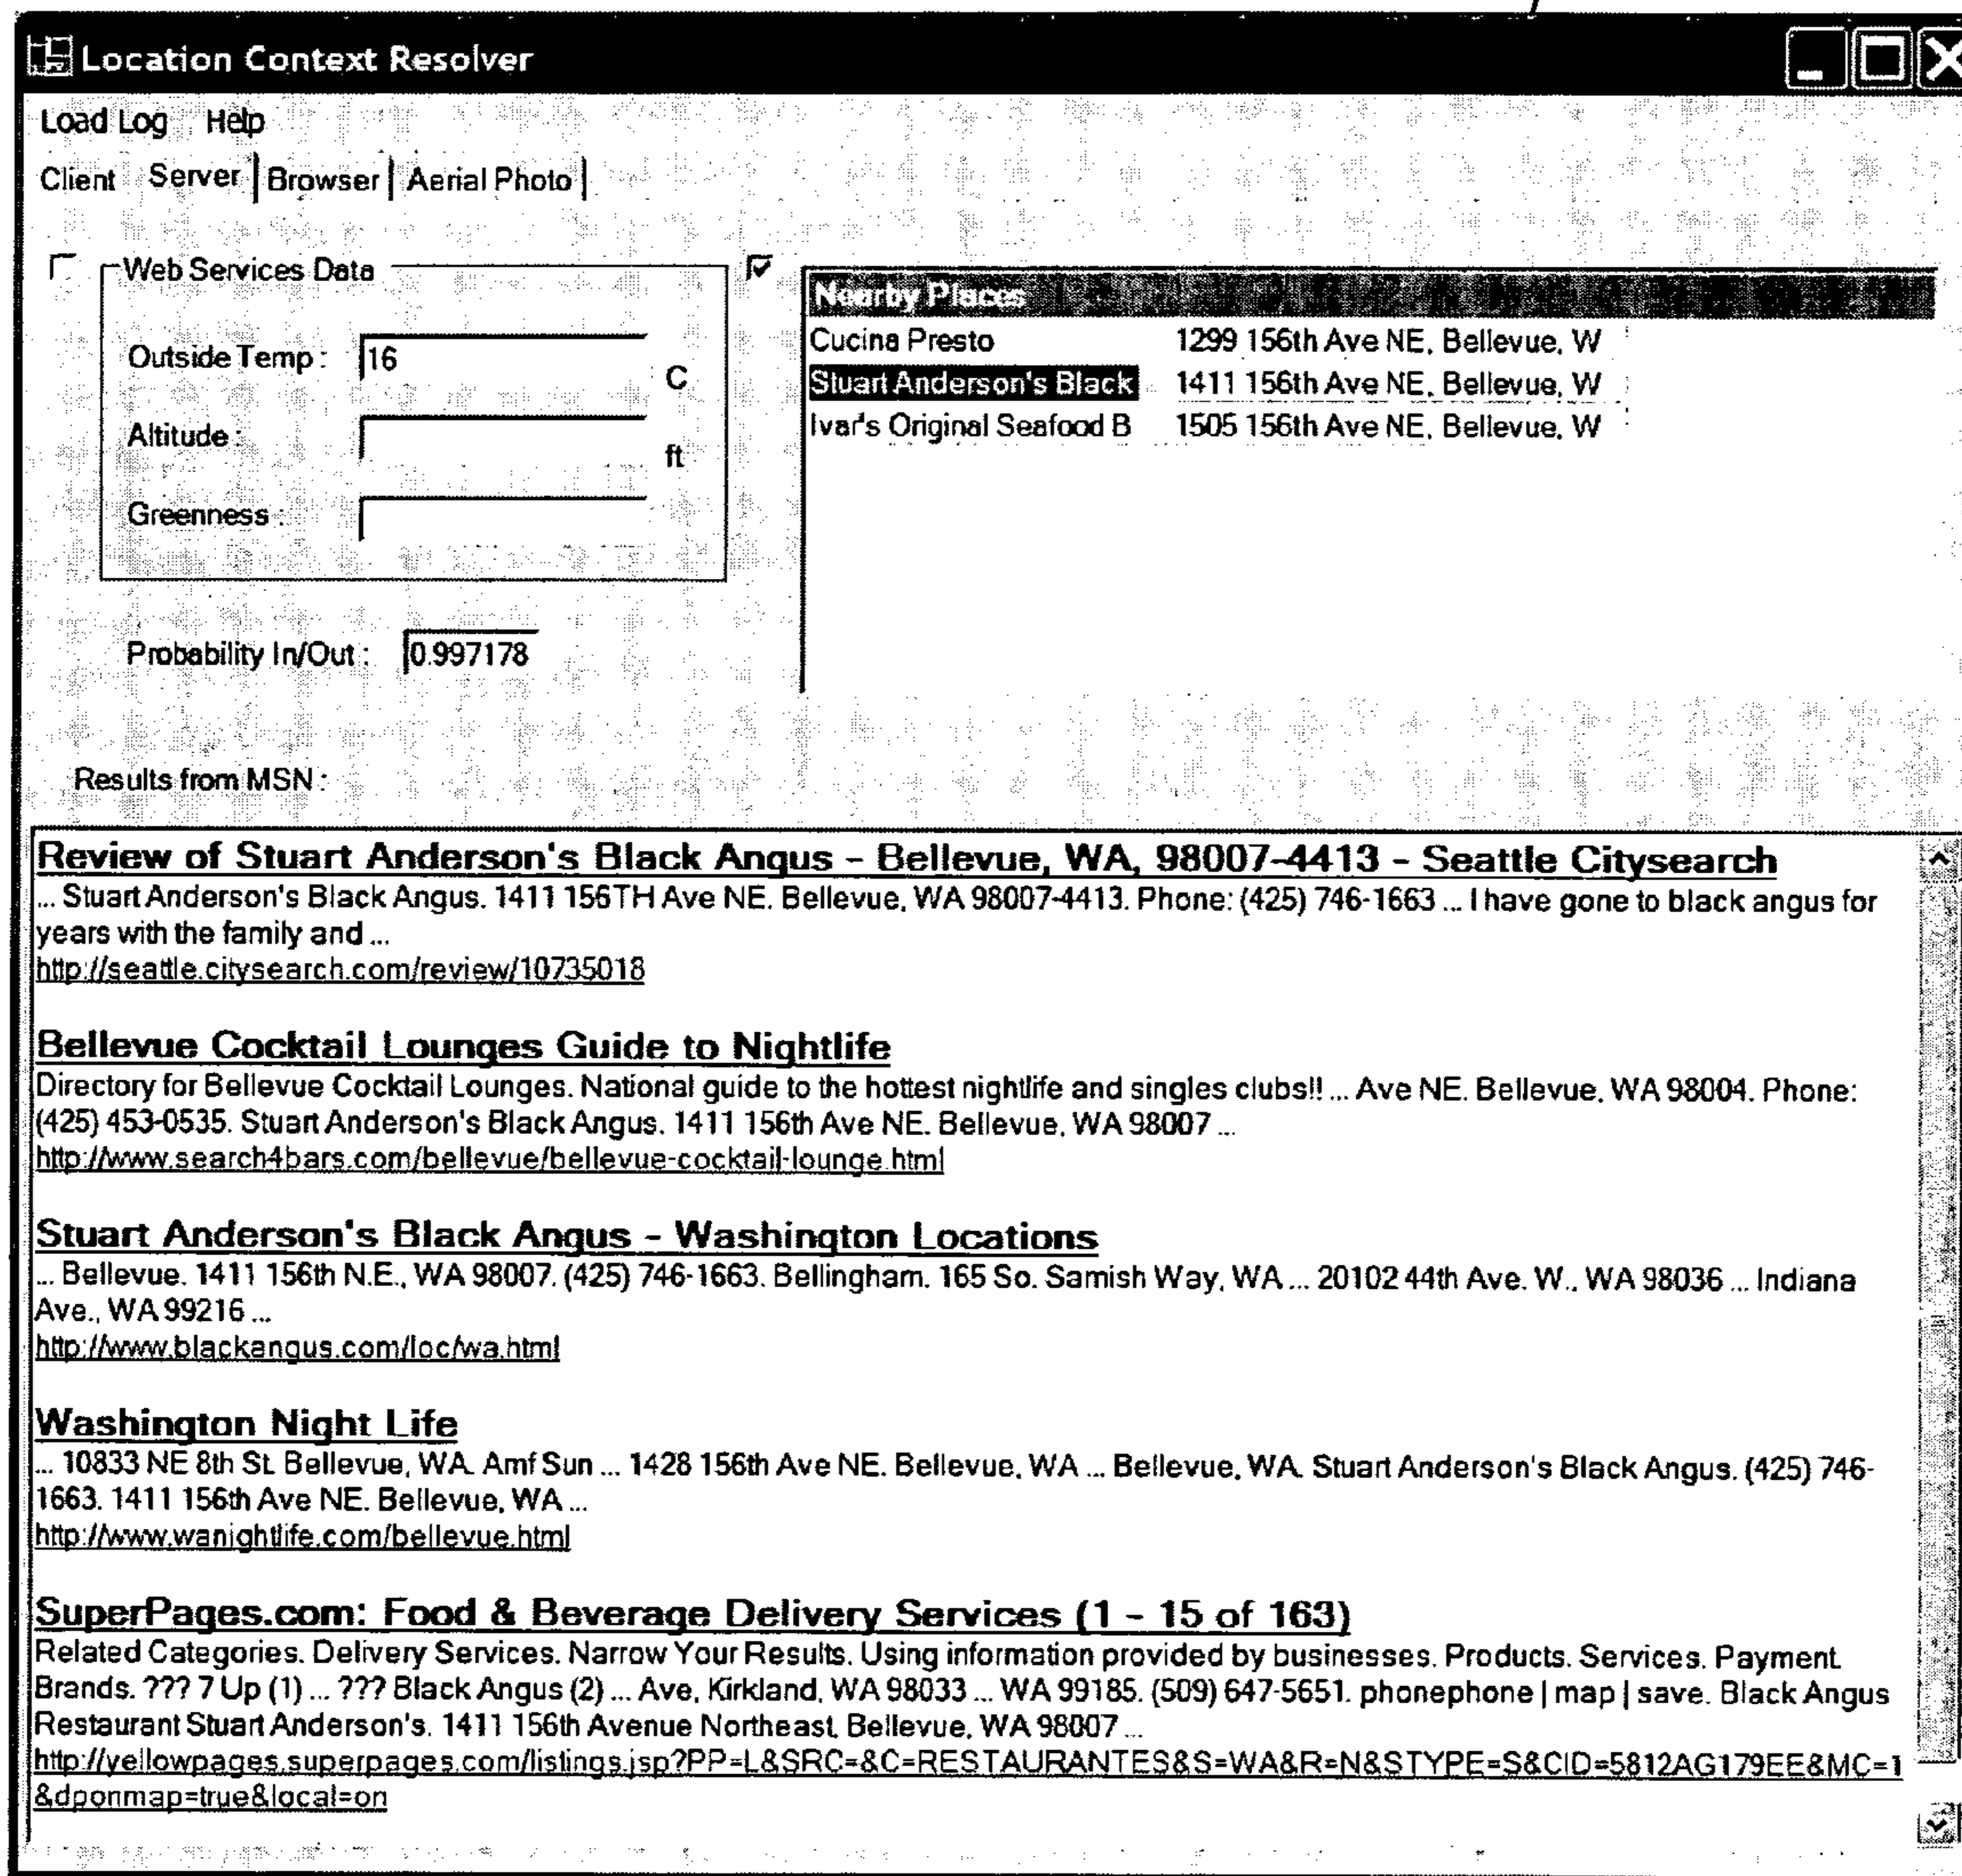 Location Context Resolver
Load Log Help
Client Server Browser Aerial Photo
Web Services Data
Outside Temp : 16 C
Altitude : ft
Greenness :
Probability In/Out : 0.997178
Nearby Places
Cucina Presto 1299 156th Ave NE, Bellevue, W
Stuart Anderson's Black 1411 156th Ave NE, Bellevue, W
Ivar's Original Seafood B 1505 156th Ave NE, Bellevue, W
Results from MSN :
Review of Stuart Anderson's Black Angus - Bellevue, WA, 98007-4413 - Seattle Citysearch
... Stuart Anderson's Black Angus. 1411 156TH Ave NE. Bellevue, WA 98007-4413. Phone: (425) 746-1663 ... I have gone to black angus for
years with the family and ...
http://seattle.citysearch.com/review/10735018
Bellevue Cocktail Lounges Guide to Nightlife
Directory for Bellevue Cocktail Lounges. National guide to the hottest nightlife and singles clubs!! ... Ave NE. Bellevue, WA 98004. Phone:
(425) 453-0535. Stuart Anderson's Black Angus. 1411 156th Ave NE. Bellevue, WA 98007 ...
http://www.search4bars.com/bellevue/bellevue-cocktail-lounge.html
Stuart Anderson's Black Angus - Washington Locations
... Bellevue. 1411 156th N.E., WA 98007. (425) 746-1663. Bellingham. 165 So. Samish Way, WA ... 20102 44th Ave. W., WA 98036 ... Indiana
Ave., WA 99216 ...
http://www.blackangus.com/loc/wa.html
Washington Night Life
... 10833 NE 8th St. Bellevue, WA. Amf Sun ... 1428 156th Ave NE. Bellevue, WA ... Bellevue, WA. Stuart Anderson's Black Angus. (425) 746-
1663. 1411 156th Ave NE. Bellevue, WA ...
http://www.wanightlife.com/bellevue.html
SuperPages.com: Food & Beverage Delivery Services (1 - 15 of 163)
Related Categories. Delivery Services. Narrow Your Results. Using information provided by businesses. Products. Services. Payment.
Brands. ??? 7 Up (1) ... ??? Black Angus (2) ... Ave, Kirkland, WA 98033 ... WA 99185. (509) 647-5651. phonephone | map | save. Black Angus
Restaurant Stuart Anderson's. 1411 156th Avenue Northeast, Bellevue, WA 98007 ...
http://yellowpages.superpages.com/listings.jsp?PP=L&SRC=&C=RESTAURANTES&S=WA&R=N&STYPE=S&CID=5812AG179EE&MC=1
&dponmap=true&local=on